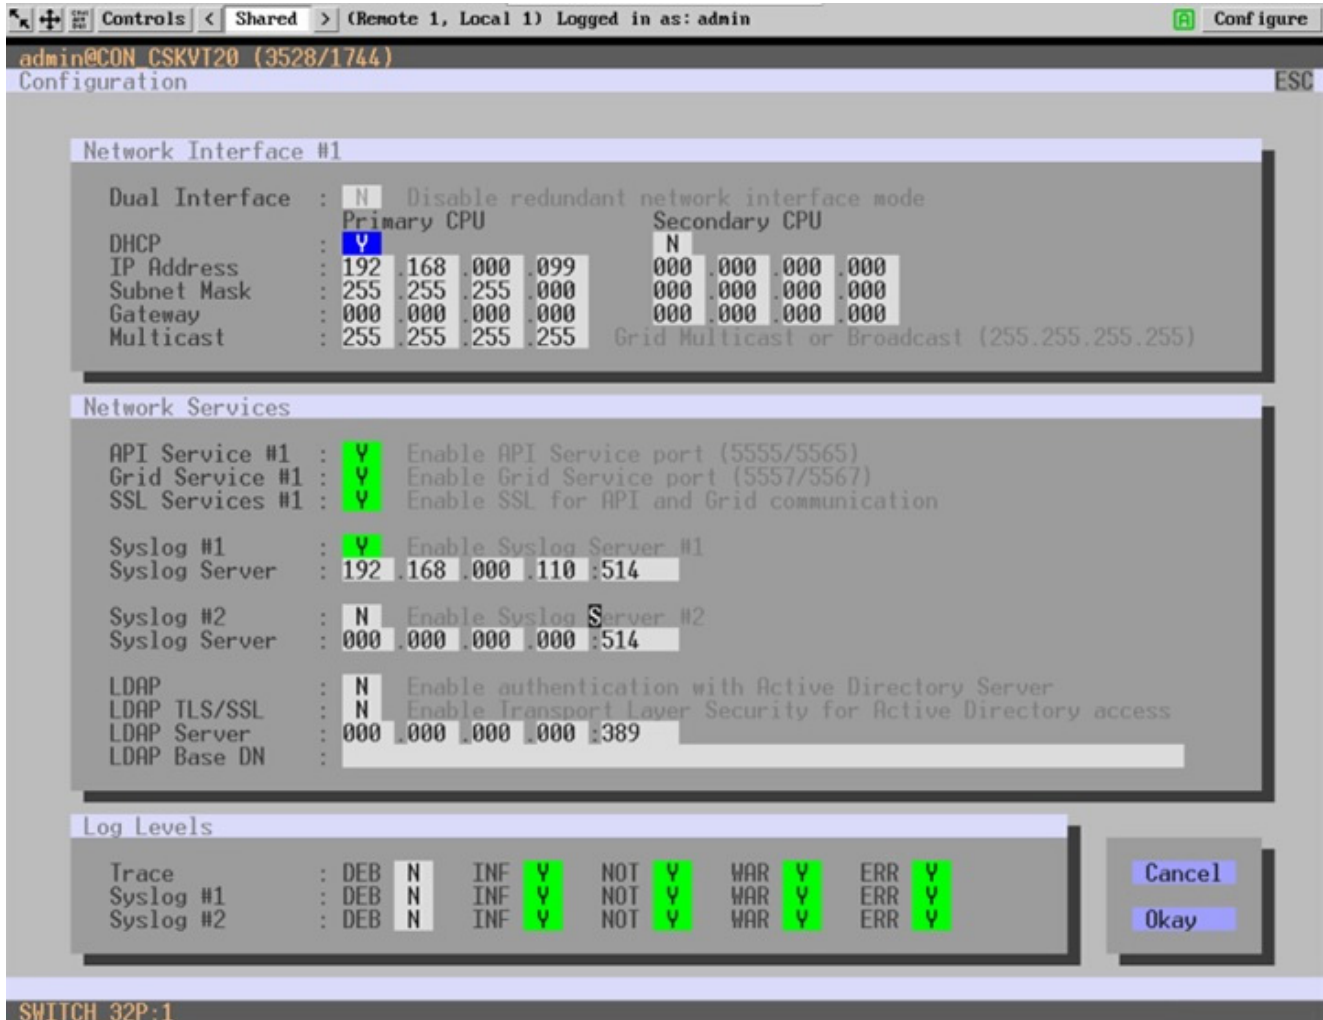 Controls < Shared > (Remote 1, Local 1) Logged in as: admin A Configure
admin@CON_CSKVT20 (3528/1744)
Configuration ESC
Network Interface #1
Dual Interface : N Disable redundant network interface mode
Primary CPU Secondary CPU
DHCP : Y N
IP Address : 192 .168 .000 .099 000 .000 .000 .000
Subnet Mask : 255 .255 .255 .000 000 .000 .000 .000
Gateway : 000 .000 .000 .000 000 .000 .000 .000
Multicast : 255 .255 .255 .255 Grid Multicast or Broadcast (255.255.255.255)
Network Services
API Service #1 : Y Enable API Service port (5555/5565)
Grid Service #1 : Y Enable Grid Service port (5557/5567)
SSL Services #1 : Y Enable SSL for API and Grid communication
Syslog #1 : Y Enable Syslog Server #1
Syslog Server : 192 .168 .000 .110 :514
Syslog #2 : N Enable Syslog Server #2
Syslog Server : 000 .000 .000 .000 :514
LDAP : N Enable authentication with Active Directory Server
LDAP TLS/SSL : N Enable Transport Layer Security for Active Directory access
LDAP Server : 000 .000 .000 .000 :389
LDAP Base DN :
Log Levels
Trace : DEB N INF Y NOT Y WAR Y ERR Y
Syslog #1 : DEB N INF Y NOT Y WAR Y ERR Y
Syslog #2 : DEB N INF Y NOT Y WAR Y ERR Y
Cancel
Okay
SWITCH 32P:1